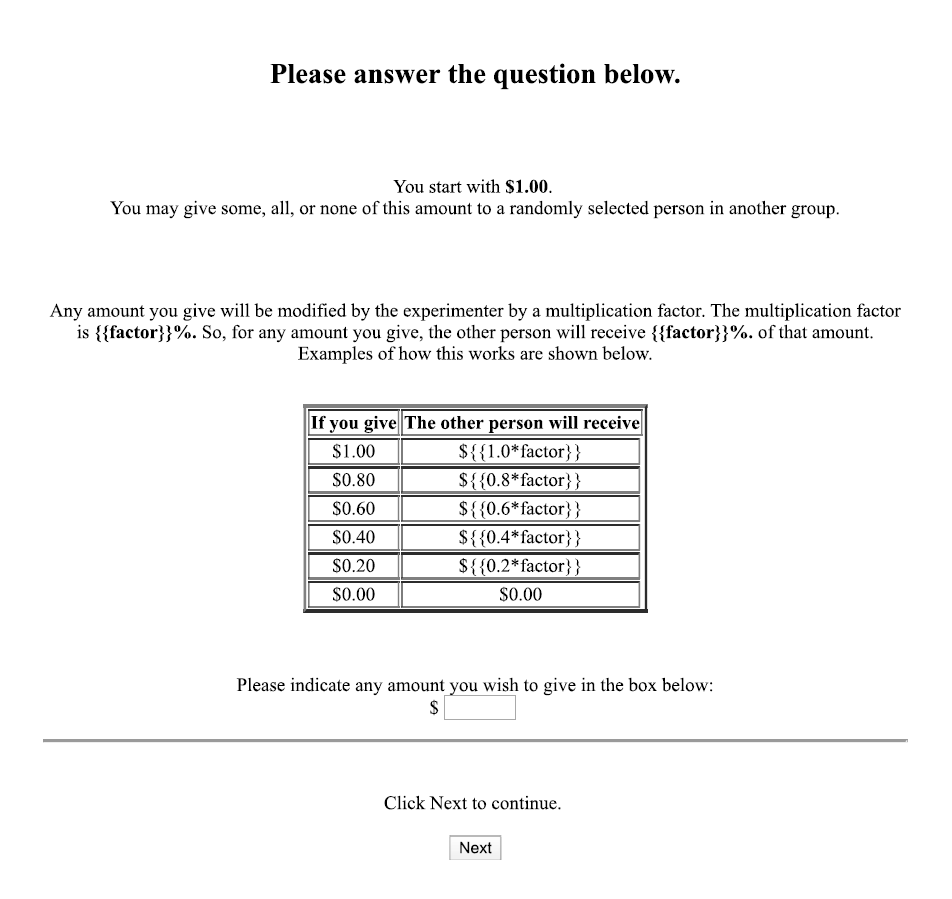 Please answer the question below.
You start with $1.00.
You may give some, all, or none of this amount to a randomly selected person in another group.
Any amount you give will be modified by the experimenter by a multiplication factor. The multiplication factor
is {{factor}}%. So, for any amount you give, the other person will receive {{factor}}%. of that amount.
Examples of how this works are shown below.
If you give The other person will receive
$1.00 ${{1.0*factor}}
$0.80 ${{0.8*factor}}
$0.60 ${{0.6*factor}}
$0.40 ${{0.4*factor}}
$0.20 ${{0.2*factor}}
$0.00 $0.00
Please indicate any amount you wish to give in the box below:
$
Click Next to continue.
Next